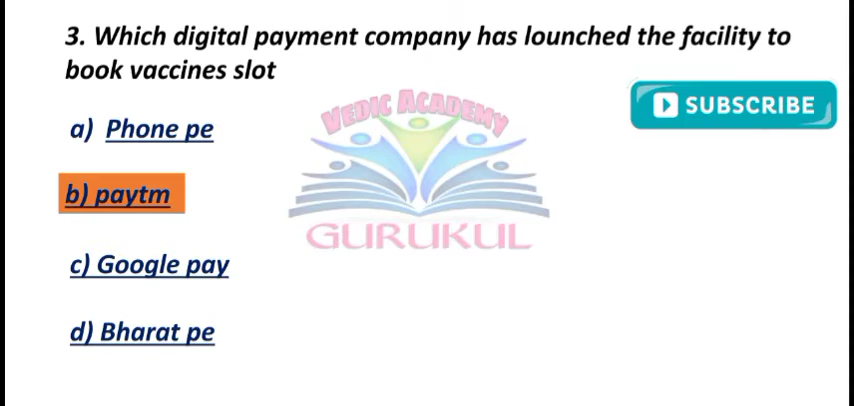 3. Which digital payment company has lounched the facility to
book vaccines slot
VEDIC ACADEMY
SUBSCRIBE
a) Phone pe
b) paytm
GURUKUL
c) Google pay
d) Bharat pe